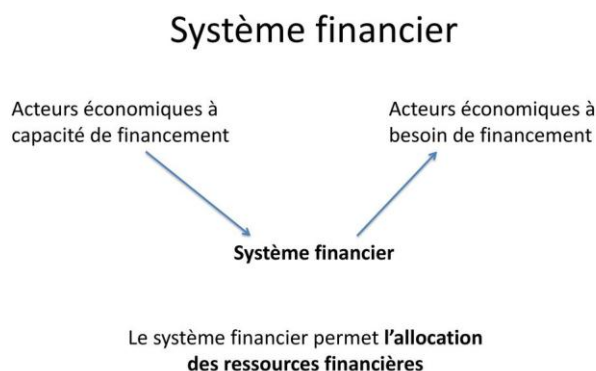 Système financier
Acteurs économiques à
capacité de financement
Acteurs économiques à
besoin de financement
Système financier
Le système financier permet l'allocation
des ressources financières